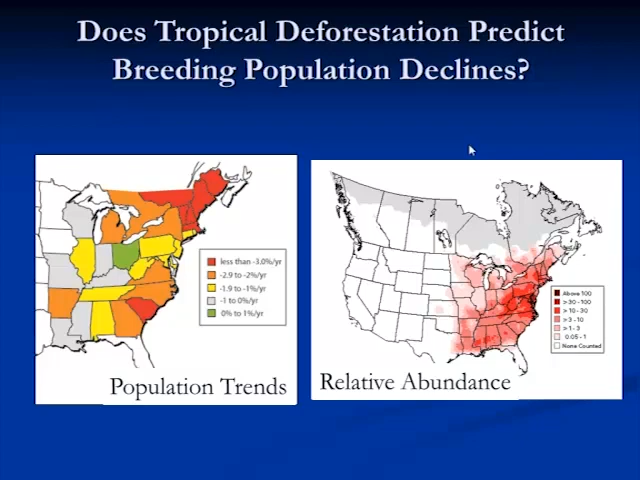 Does Tropical Deforestation Predict
Breeding Population Declines?
less than -3.0%/yr
-2.9 to -2%/yr
-1.9 to -1%/yr
-1 to 0%/yr
0% to 1%/yr
Population Trends
Above 100
>30-100
>10 - 30
>3 - 10
>1 - 3
0.05 - 1
None Counted
Relative Abundance